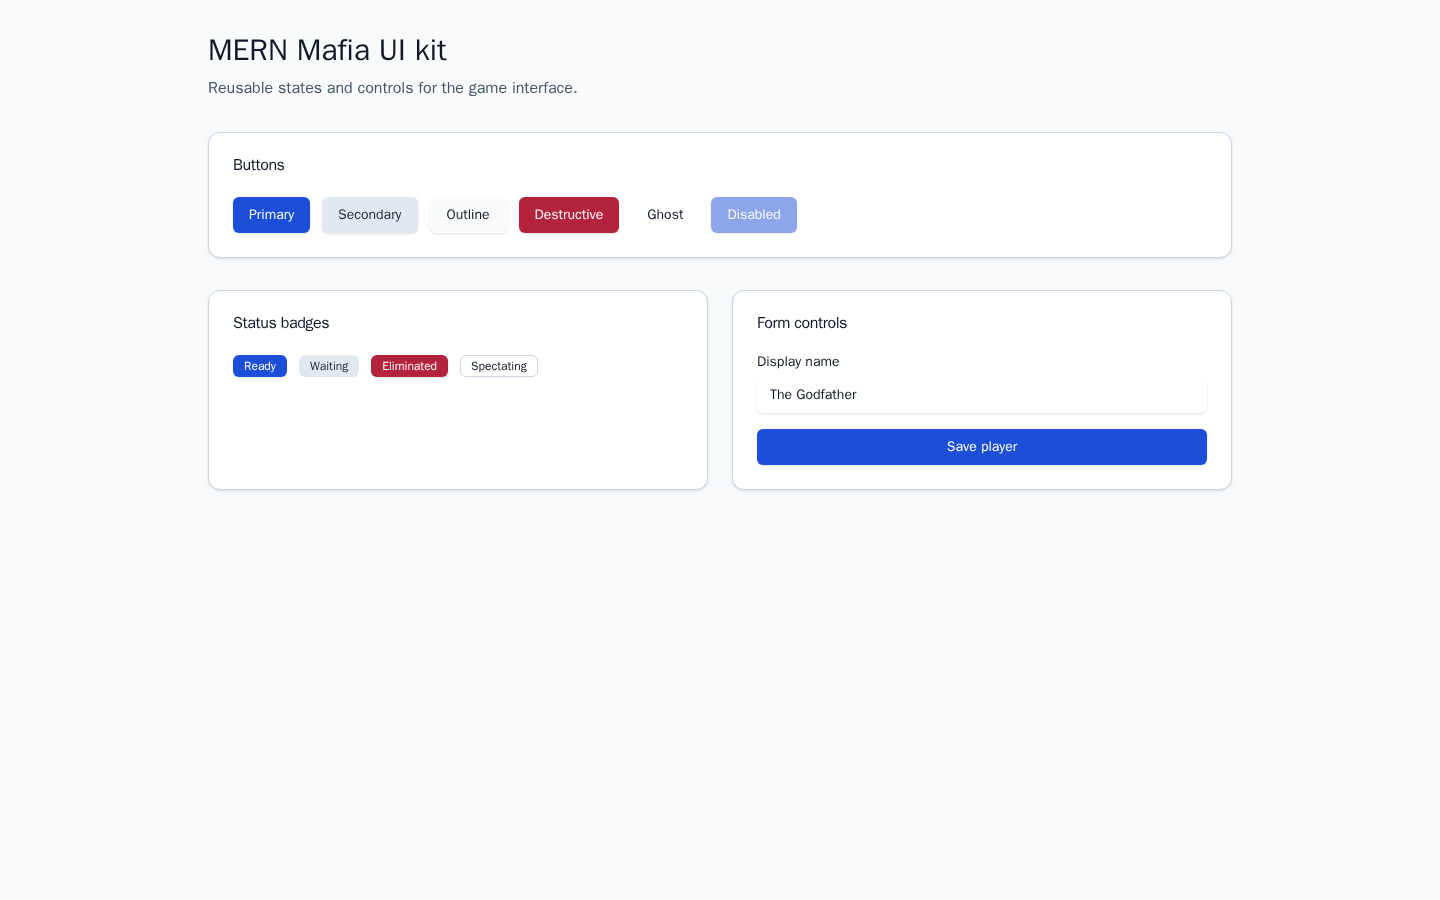 MERN Mafia UI kit
Reusable states and controls for the game interface.
Buttons
Primary Secondary Outline Destructive Ghost Disabled
Status badges
Ready Waiting Eliminated Spectating
Form controls
Display name
The Godfather
Save player